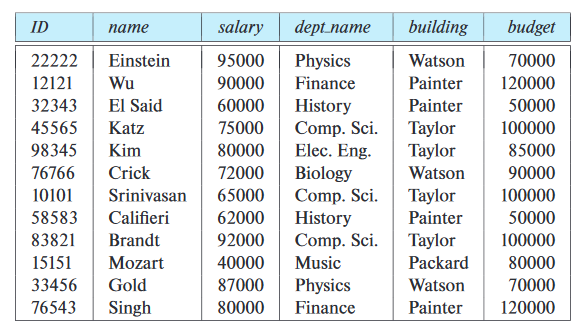 ID name salary dept_name building budget
22222 Einstein 95000 Physics Watson 70000
12121 Wu 90000 Finance Painter 120000
32343 El Said 60000 History Painter 50000
45565 Katz 75000 Comp. Sci. Taylor 100000
98345 Kim 80000 Elec. Eng. Taylor 85000
76766 Crick 72000 Biology Watson 90000
10101 Srinivasan 65000 Comp. Sci. Taylor 100000
58583 Califieri 62000 History Painter 50000
83821 Brandt 92000 Comp. Sci. Taylor 100000
15151 Mozart 40000 Music Packard 80000
33456 Gold 87000 Physics Watson 70000
76543 Singh 80000 Finance Painter 120000